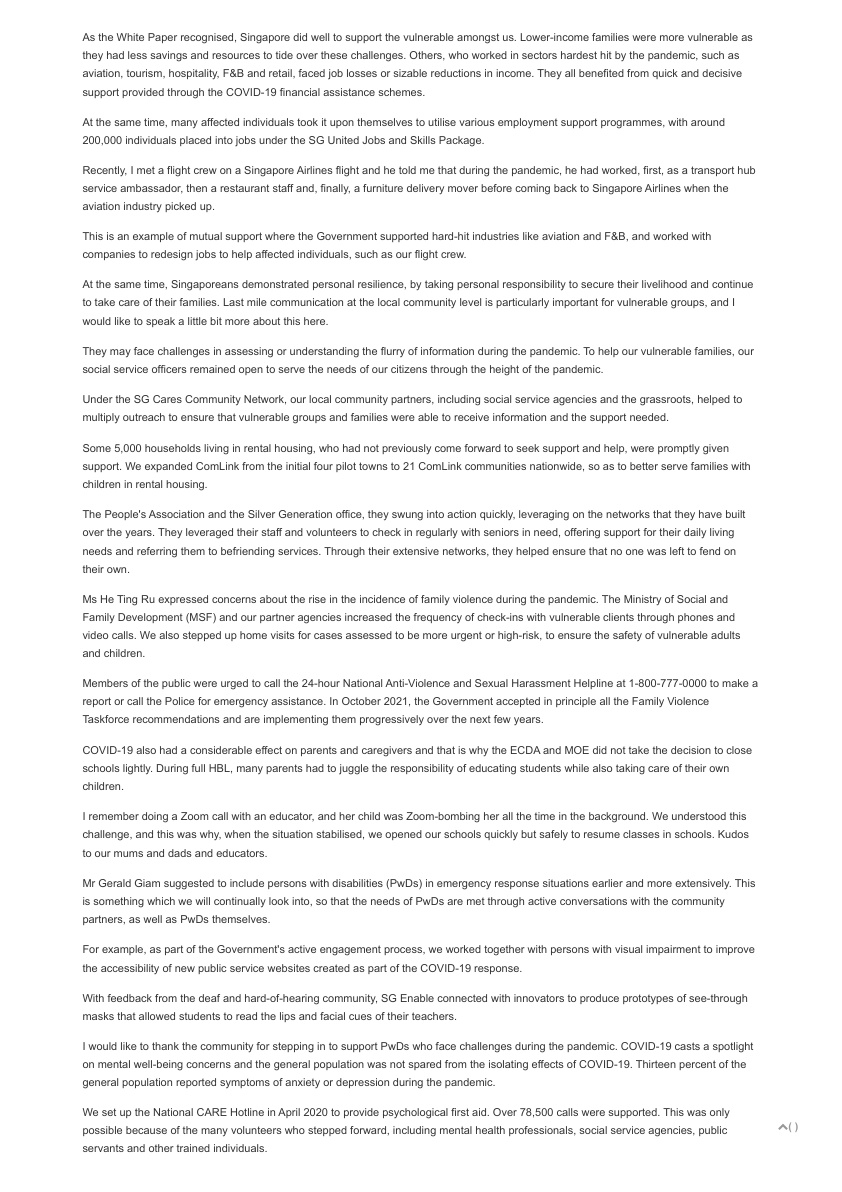 As the White Paper recognised, Singapore did well to support the vulnerable amongst us. Lower-income families were more vulnerable as
they had less savings and resources to tide over these challenges. Others, who worked in sectors hardest hit by the pandemic, such as
aviation, tourism, hospitality, F&B and retail, faced job losses or sizable reductions in income. They all benefited from quick and decisive
support provided through the COVID-19 financial assistance schemes.
At the same time, many affected individuals took it upon themselves to utilise various employment support programmes, with around
200,000 individuals placed into jobs under the SG United Jobs and Skills Package.
Recently, I met a flight crew on a Singapore Airlines flight and he told me that during the pandemic, he had worked, first, as a transport hub
service ambassador, then a restaurant staff and, finally, a furniture delivery mover before coming back to Singapore Airlines when the
aviation industry picked up.
This is an example of mutual support where the Government supported hard-hit industries like aviation and F&B, and worked with
companies to redesign jobs to help affected individuals, such as our flight crew.
At the same time, Singaporeans demonstrated personal resilience, by taking personal responsibility to secure their livelihood and continue
to take care of their families. Last mile communication at the local community level is particularly important for vulnerable groups, and I
would like to speak a little bit more about this here.
They may face challenges in assessing or understanding the flurry of information during the pandemic. To help our vulnerable families, our
social service officers remained open to serve the needs of our citizens through the height of the pandemic.
Under the SG Cares Community Network, our local community partners, including social service agencies and the grassroots, helped to
multiply outreach to ensure that vulnerable groups and families were able to receive information and the support needed.
Some 5,000 households living in rental housing, who had not previously come forward to seek support and help, were promptly given
support. We expanded ComLink from the initial four pilot towns to 21 ComLink communities nationwide, so as to better serve families with
children in rental housing.
The People's Association and the Silver Generation office, they swung into action quickly, leveraging on the networks that they have built
over the years. They leveraged their staff and volunteers to check in regularly with seniors in need, offering support for their daily living
needs and referring them to befriending services. Through their extensive networks, they helped ensure that no one was left to fend on
their own.
Ms He Ting Ru expressed concerns about the rise in the incidence of family violence during the pandemic. The Ministry of Social and
Family Development (MSF) and our partner agencies increased the frequency of check-ins with vulnerable clients through phones and
video calls. We also stepped up home visits for cases assessed to be more urgent or high-risk, to ensure the safety of vulnerable adults
and children.
Members of the public were urged to call the 24-hour National Anti-Violence and Sexual Harassment Helpline at 1-800-777-0000 to make a
report or call the Police for emergency assistance. In October 2021, the Government accepted in principle all the Family Violence
Taskforce recommendations and are implementing them progressively over the next few years.
COVID-19 also had a considerable effect on parents and caregivers and that is why the ECDA and MOE did not take the decision to close
schools lightly. During full HBL, many parents had to juggle the responsibility of educating students while also taking care of their own
children.
I remember doing a Zoom call with an educator, and her child was Zoom-bombing her all the time in the background. We understood this
challenge, and this was why, when the situation stabilised, we opened our schools quickly but safely to resume classes in schools. Kudos
to our mums and dads and educators.
Mr Gerald Giam suggested to include persons with disabilities (PwDs) in emergency response situations earlier and more extensively. This
is something which we will continually look into, so that the needs of PwDs are met through active conversations with the community
partners, as well as PwDs themselves.
For example, as part of the Government's active engagement process, we worked together with persons with visual impairment to improve
the accessibility of new public service websites created as part of the COVID-19 response.
With feedback from the deaf and hard-of-hearing community, SG Enable connected with innovators to produce prototypes of see-through
masks that allowed students to read the lips and facial cues of their teachers.
I would like to thank the community for stepping in to support PwDs who face challenges during the pandemic. COVID-19 casts a spotlight
on mental well-being concerns and the general population was not spared from the isolating effects of COVID-19. Thirteen percent of the
general population reported symptoms of anxiety or depression during the pandemic.
We set up the National CARE Hotline in April 2020 to provide psychological first aid. Over 78,500 calls were supported. This was only
possible because of the many volunteers who stepped forward, including mental health professionals, social service agencies, public
servants and other trained individuals.
( )